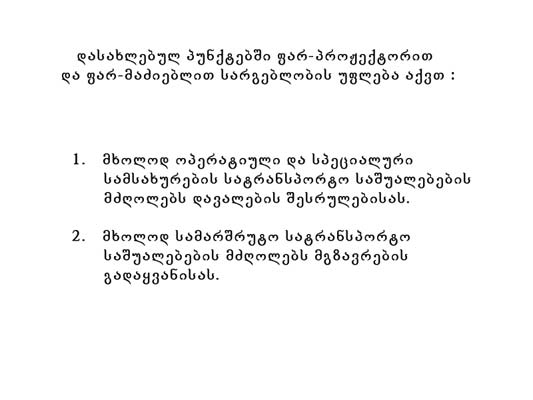 დასახლებულ პუნქტებში ფარ-პროჟექტორით
და ფარ-მაძიებლით სარგებლობის უფლება აქვთ :
1. მხოლოდ ოპერატიული და სპეციალური
სამსახურების სატრანსპორტო საშუალებების
მძღოლებს დავალების შესრულებისას.
2. მხოლოდ სამარშრუტო სატრანსპორტო
საშუალებების მძღოლებს მგზავრების
გადაყვანისას.